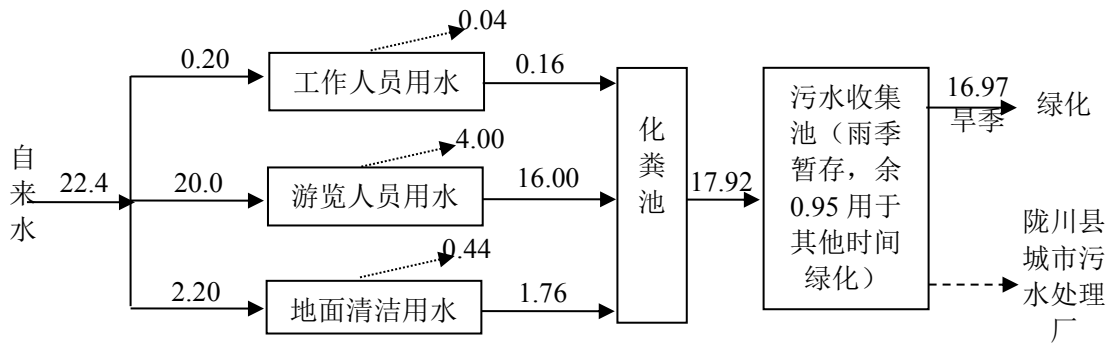 自来水
22.4
0.20
工作人员用水
0.04
0.16
20.0
游览人员用水
4.00
16.00
2.20
地面清洁用水
0.44
1.76
化粪池
17.92
污水收集
池（雨季
暂存，余
0.95 用于
其他时间
绿化）
16.97
旱季
绿化
陇川县
城市污
水处理
厂